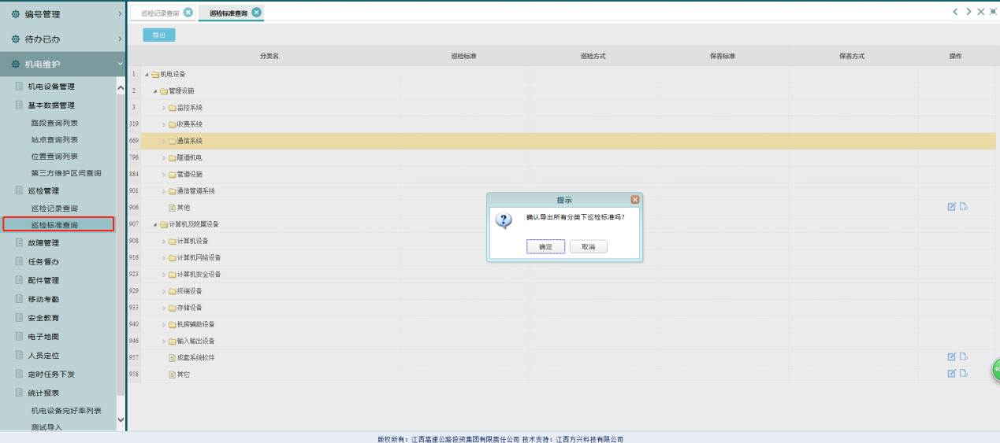 编号管理
待办已办
机电维护
机电设备管理
基本数据管理
路段查询列表
站点查询列表
位置查询列表
第三方维护区间查询
巡检管理
巡检记录查询
巡检标准查询
故障管理
任务督办
配件管理
移动考勤
安全教育
电子地图
人员定位
定时任务下发
统计报表
机电设备完好率列表
测试导入
巡检记录查询 巡检标准查询
导出
分类名 巡检标准 巡检方式 保养标准 保养方式 操作
1 机电设备
2 管理设施
3 监控系统
319 收费系统
669 通信系统
796 隧道机电
884 管道设施
901 通信管道系统
906 其他
907 计算机及附属设备
908 计算机设备
916 计算机网络设备
923 计算机安全设备
929 终端设备
933 存储设备
940 机房辅助设备
946 输入输出设备
957 成套系统软件
958 其它
提示
确认导出所有分类下巡检标准吗?
确定 取消
版权所有：江西高速公路投资集团有限责任公司 技术支持：江西方兴科技有限公司